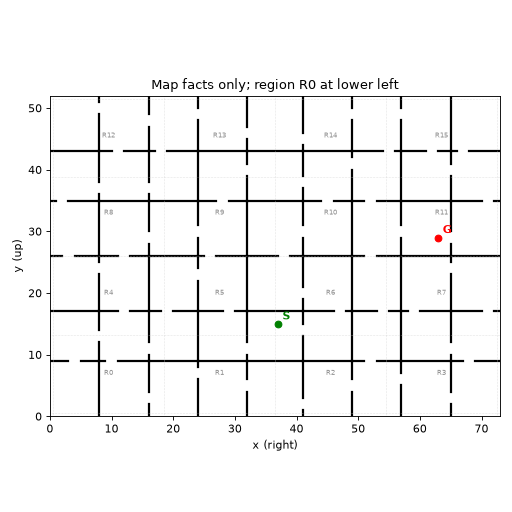 Map facts only; region R0 at lower left
50
R12 R13 R14 R15
40
R8 R9 R10 R11
30
G
20
R4 R5 R6 R7
S
10
R0 R1 R2 R3
0
0 10 20 30 40 50 60 70
x (right)
y (up)